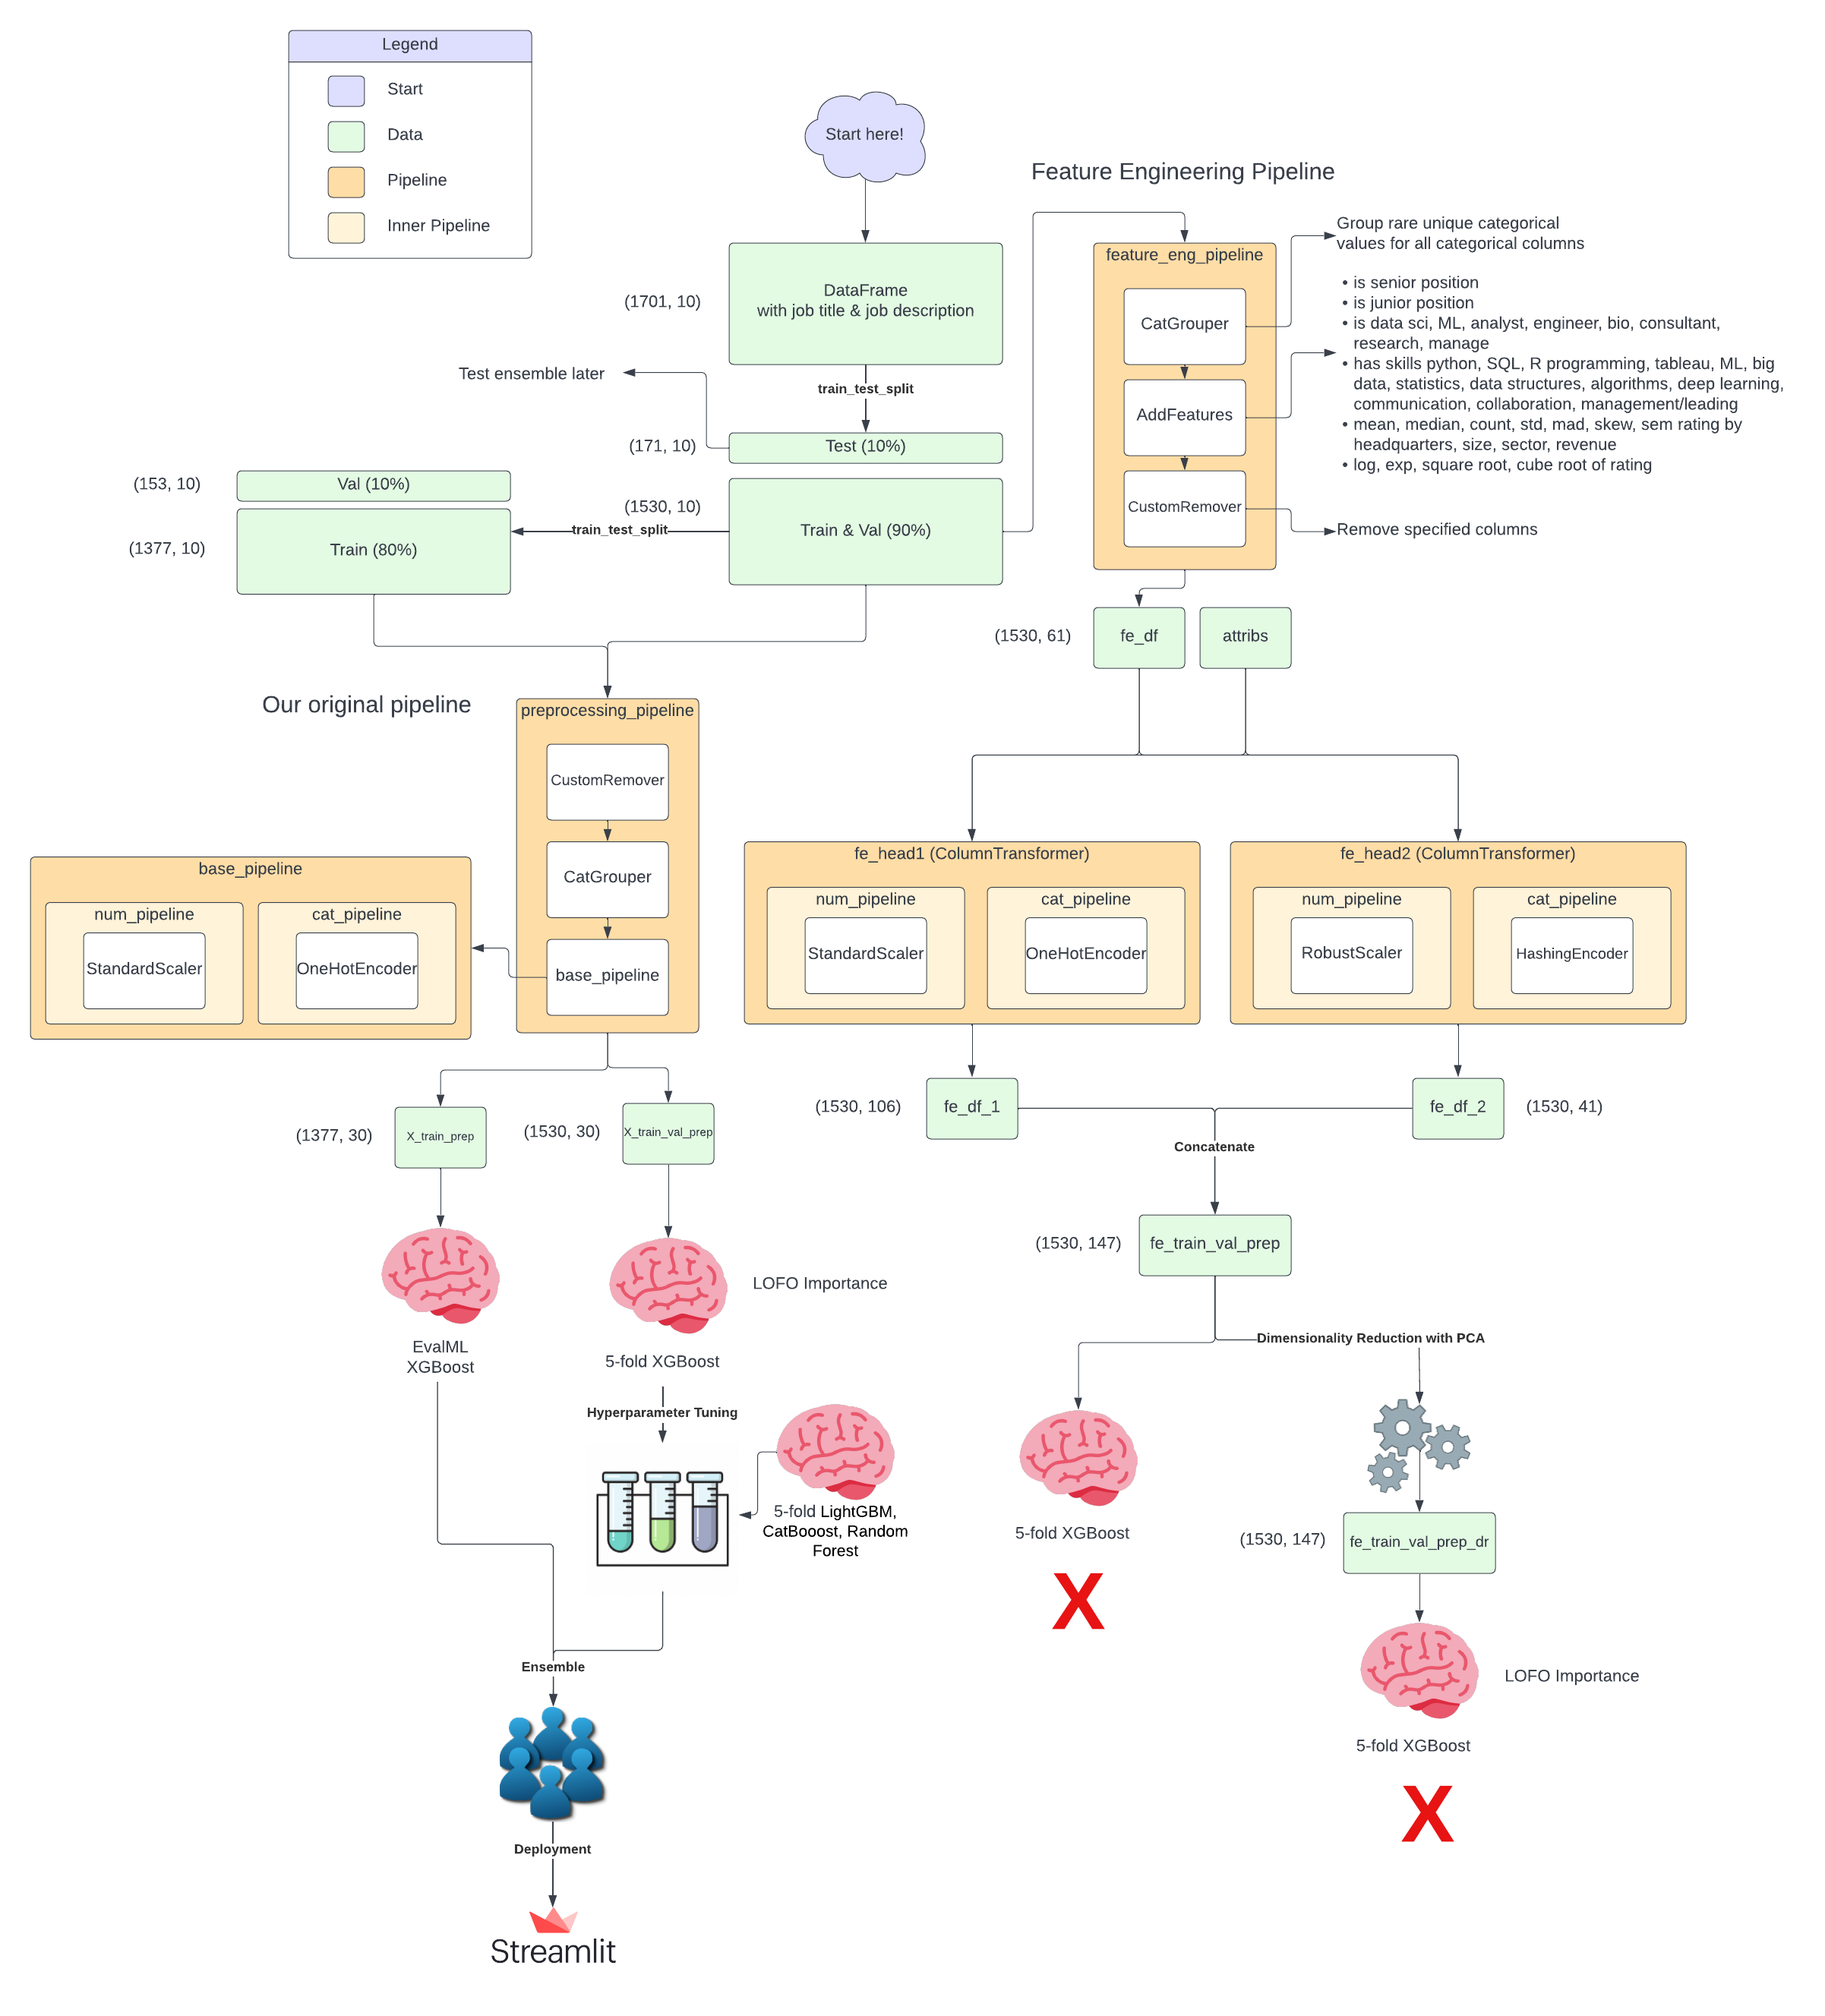 Legend
Start
Data
Pipeline
Inner Pipeline
Start here!
Feature Engineering Pipeline
(1701, 10)
DataFrame
with job title & job description
train_test_split
Test ensemble later
(171, 10)
Test (10%)
(153, 10)
Val (10%)
(1530, 10)
Train & Val (90%)
train_test_split
(1377, 10)
Train (80%)
feature_eng_pipeline
CatGrouper
AddFeatures
CustomRemover
Group rare unique categorical
values for all categorical columns
• is senior position
• is junior position
• is data sci, ML, analyst, engineer, bio, consultant,
research, manage
• has skills python, SQL, R programming, tableau, ML, big
data, statistics, data structures, algorithms, deep learning,
communication, collaboration, management/leading
• mean, median, count, std, mad, skew, sem rating by
headquarters, size, sector, revenue
• log, exp, square root, cube root of rating
Remove specified columns
(1530, 61)
fe_df
attribs
Our original pipeline
preprocessing_pipeline
CustomRemover
CatGrouper
base_pipeline
base_pipeline
num_pipeline
StandardScaler
cat_pipeline
OneHotEncoder
fe_head1 (ColumnTransformer)
num_pipeline
StandardScaler
cat_pipeline
OneHotEncoder
fe_head2 (ColumnTransformer)
num_pipeline
RobustScaler
cat_pipeline
HashingEncoder
(1377, 30)
X_train_prep
(1530, 30)
X_train_val_prep
(1530, 106)
fe_df_1
fe_df_2
(1530, 41)
Concatenate
(1530, 147)
fe_train_val_prep
EvalML
XGBoost
LOFO Importance
5-fold XGBoost
Hyperparameter Tuning
5-fold LightGBM,
CatBooost, Random
Forest
Dimensionality Reduction with PCA
5-fold XGBoost
X
(1530, 147)
fe_train_val_prep_dr
LOFO Importance
5-fold XGBoost
X
Ensemble
Deployment
Streamlit